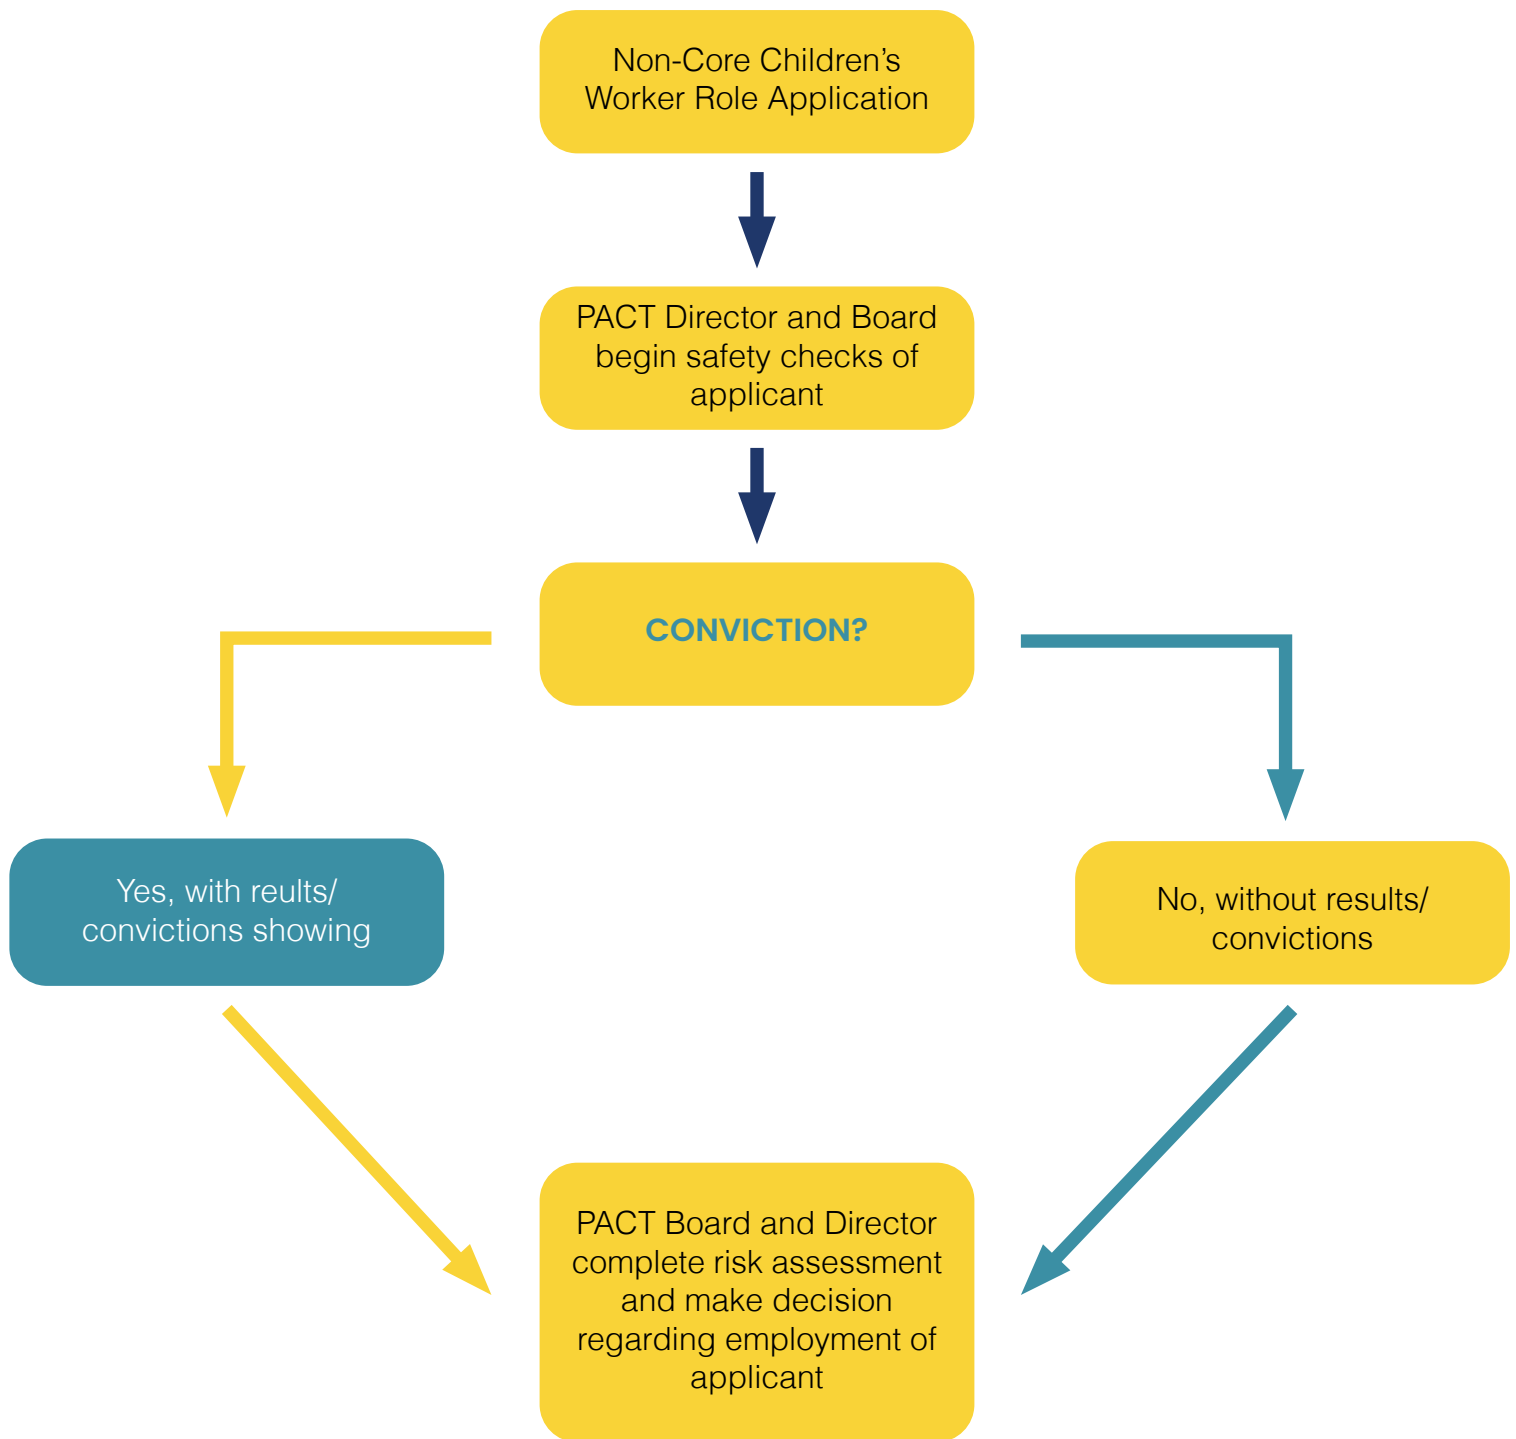 Non-Core Children’s
Worker Role Application
PACT Director and Board
begin safety checks of
applicant
CONVICTION?
Yes, with reults/
convictions showing
No, without results/
convictions
PACT Board and Director
complete risk assessment
and make decision
regarding employment of
applicant